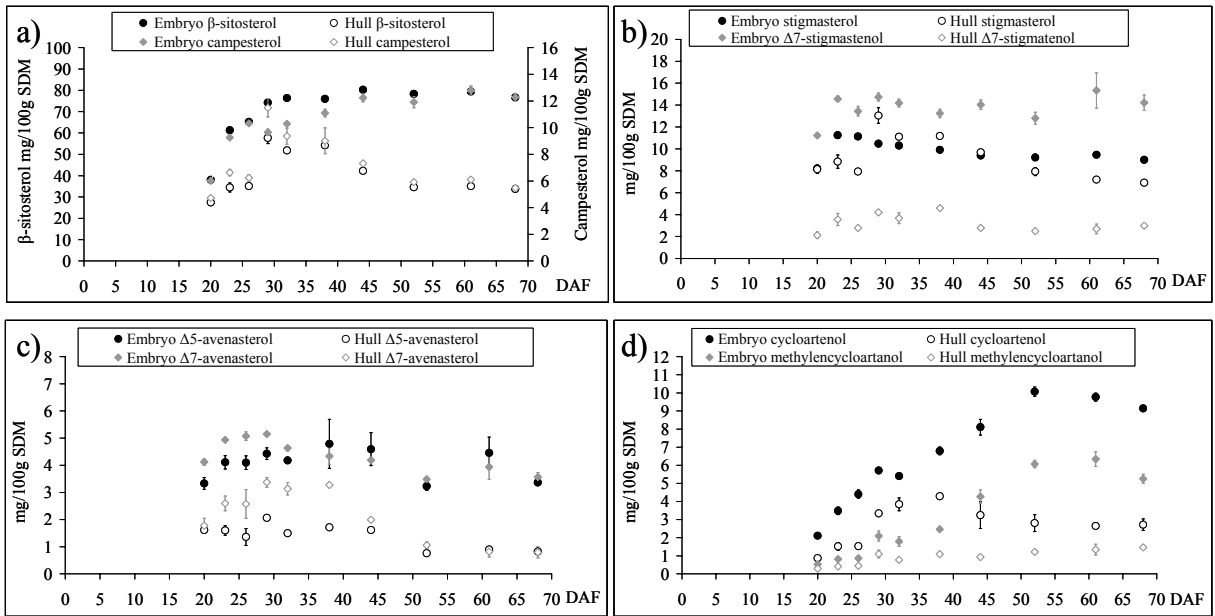 a)
● Embryo β-sitosterol ○ Hull β-sitosterol
◆ Embryo campesterol ◇ Hull campesterol
β-sitosterol mg/100g SDM
100
90
80
70
60
50
40
30
20
10
0
16
14
12
10
8
6
4
2
0
Campesterol mg/100g SDM
0 5 10 15 20 25 30 35 40 45 50 55 60 65 70 DAF
b)
● Embryo stigmasterol ○ Hull stigmasterol
◆ Embryo Δ7-stigmastenol ◇ Hull Δ7-stigmatenol
mg/100g SDM
20
18
16
14
12
10
8
6
4
2
0
0 5 10 15 20 25 30 35 40 45 50 55 60 65 70 DAF
c)
● Embryo Δ5-avenasterol ○ Hull Δ5-avenasterol
◆ Embryo Δ7-avenasterol ◇ Hull Δ7-avenasterol
mg/100g SDM
8
7
6
5
4
3
2
1
0
0 5 10 15 20 25 30 35 40 45 50 55 60 65 70 DAF
d)
● Embryo cycloartenol ○ Hull cycloartenol
◆ Embryo methylencycloartanol ◇ Hull methylencycloartanol
mg/100g SDM
12
11
10
9
8
7
6
5
4
3
2
1
0
0 5 10 15 20 25 30 35 40 45 50 55 60 65 70 DAF